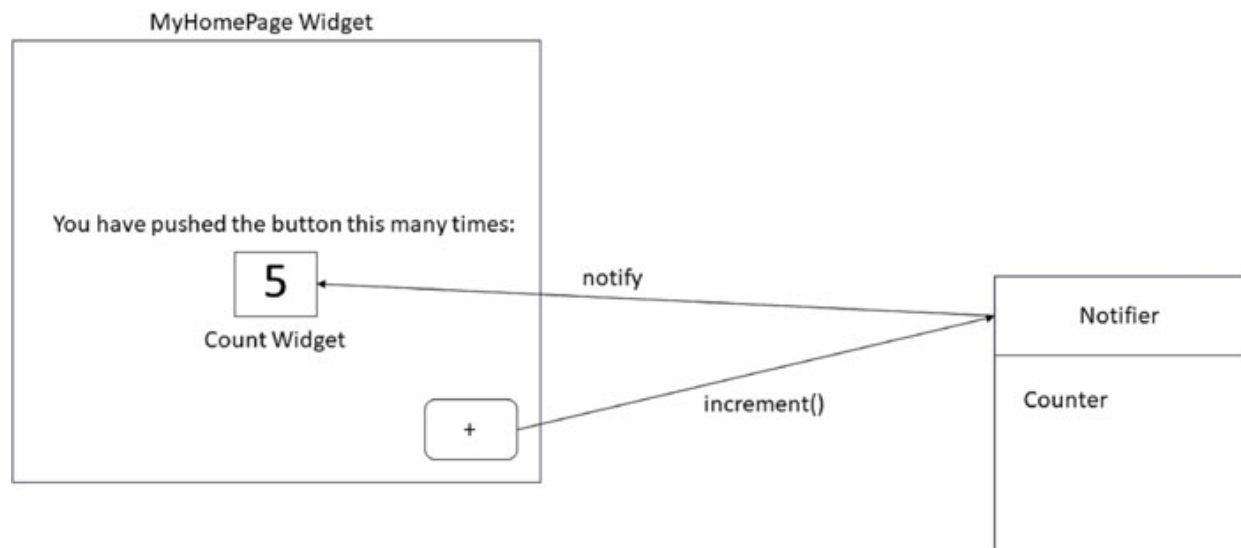 MyHomePage Widget
You have pushed the button this many times:
5
Count Widget
+
notify
increment()
Notifier
Counter